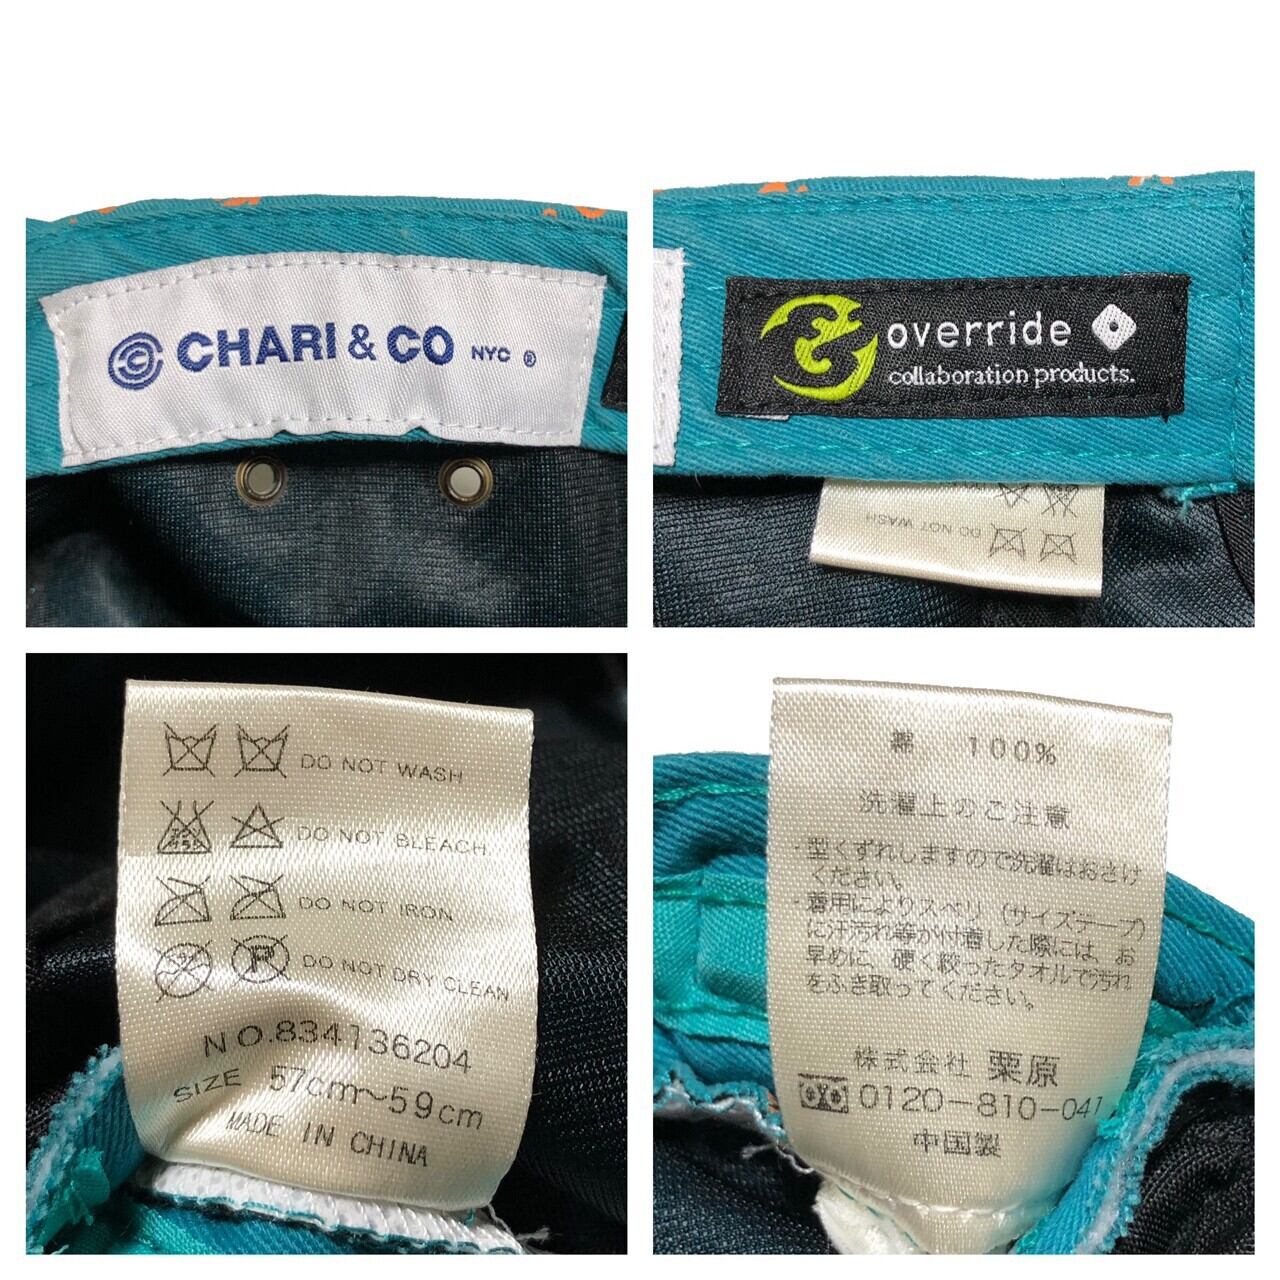 CHARI & CO NYC ®
override
collaboration products.
DO NOT WASH
DO NOT WASH
DO NOT BLEACH
DO NOT IRON
DO NOT DRY CLEAN
NO.834136204
SIZE 57cm~59cm
MADE IN CHINA
綿 100%
洗濯上のご注意
・型くずれしますので洗濯はおさけ
ください。
・着用によりスベリ(サイズテープ)
に汗汚れ等が付着した際には、お
早めに、硬く絞ったタオルで汚れ
をふき取ってください。
株式会社 栗原
0120-810-041
中国製